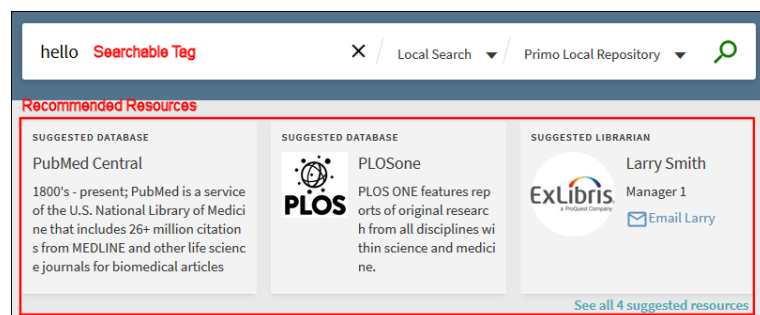 hello Searchable Tag Local Search Primo Local Repository
Recommended Resources
SUGGESTED DATABASE
PubMed Central
1800's - present; PubMed is a service
of the U.S. National Library of Medici
ne that includes 26+ million citation
s from MEDLINE and other life scienc
e journals for biomedical articles
SUGGESTED DATABASE
PLOS
PLOSone
PLOS ONE features rep
orts of original researc
h from all disciplines wi
thin science and medici
ne.
SUGGESTED LIBRARIAN
ExLibris
a ProQuest Company
Larry Smith
Manager 1
Email Larry
See all 4 suggested resources